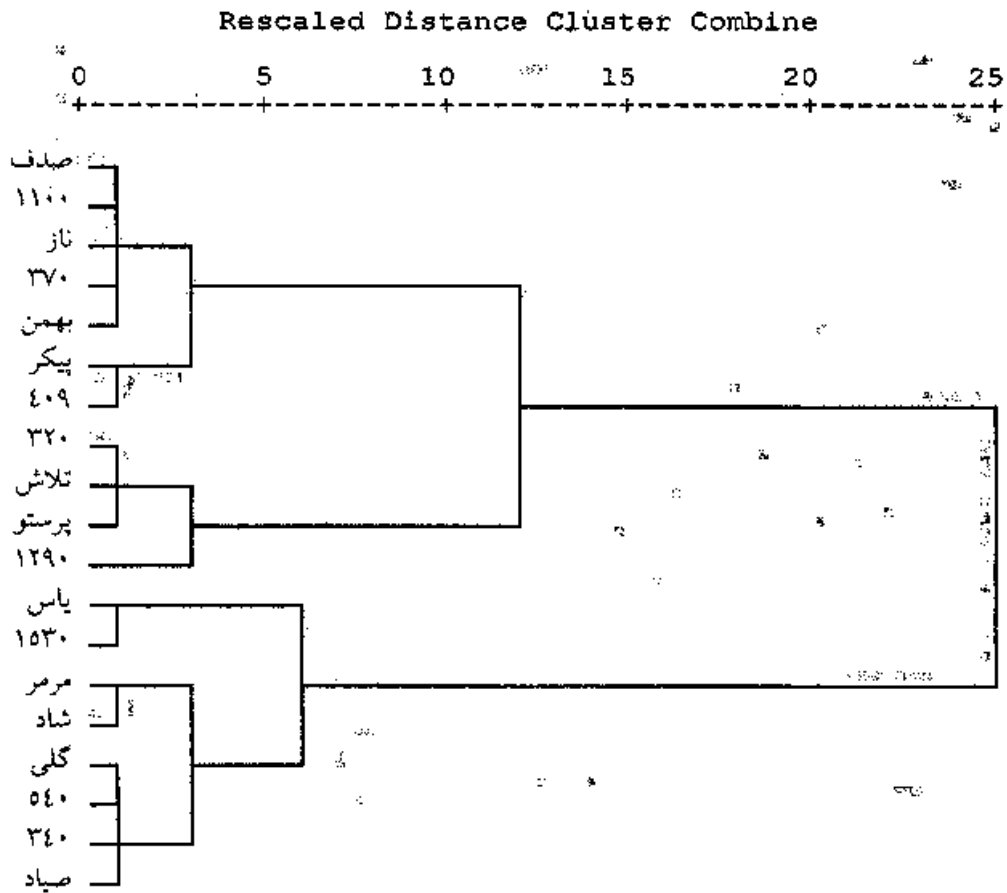 Rescaled Distance Cluster Combine
0 5 10 15 20 25
صدف
۱۱۰۰
ناز
۳۷۰
بهمن
پیکر
٤۰۹
۳۲۰
تلاش
پرستو
۱۲۹۰
یاس
۱۵۳۰
مرمر
شاد
گلی
۵٤۰
۳٤۰
صیاد